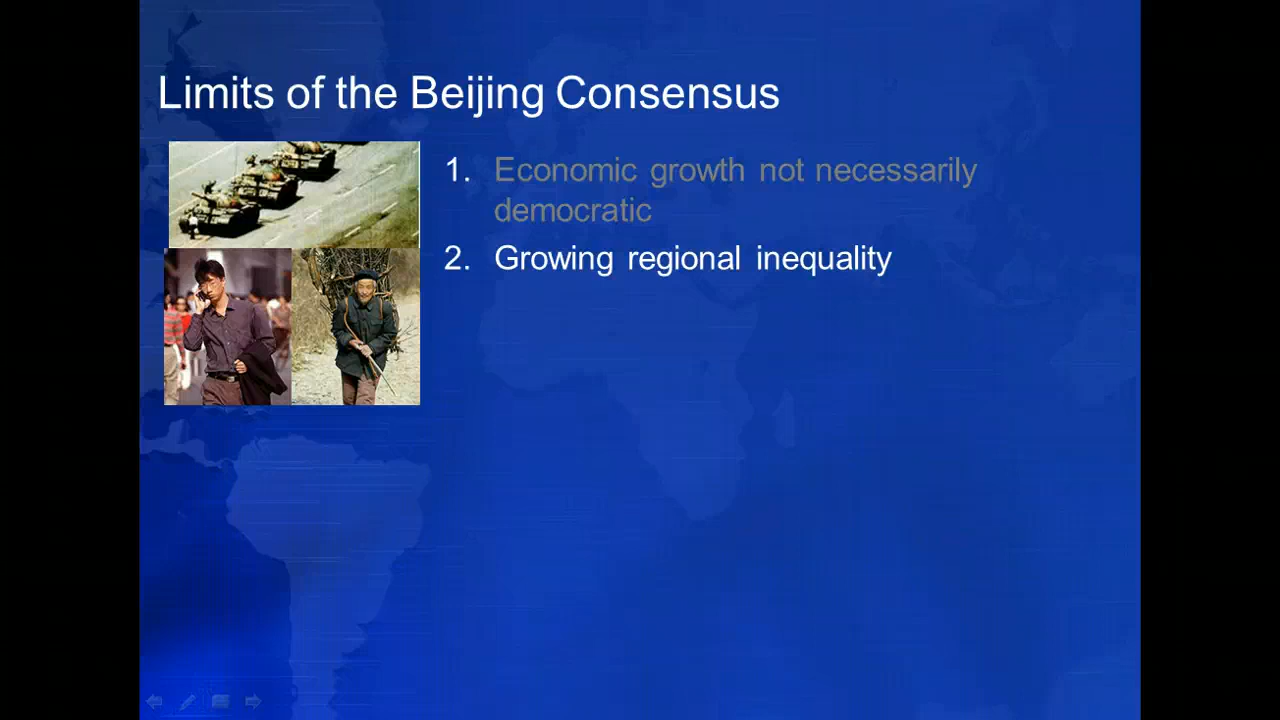 Limits of the Beijing Consensus
1. Economic growth not necessarily
democratic
2. Growing regional inequality